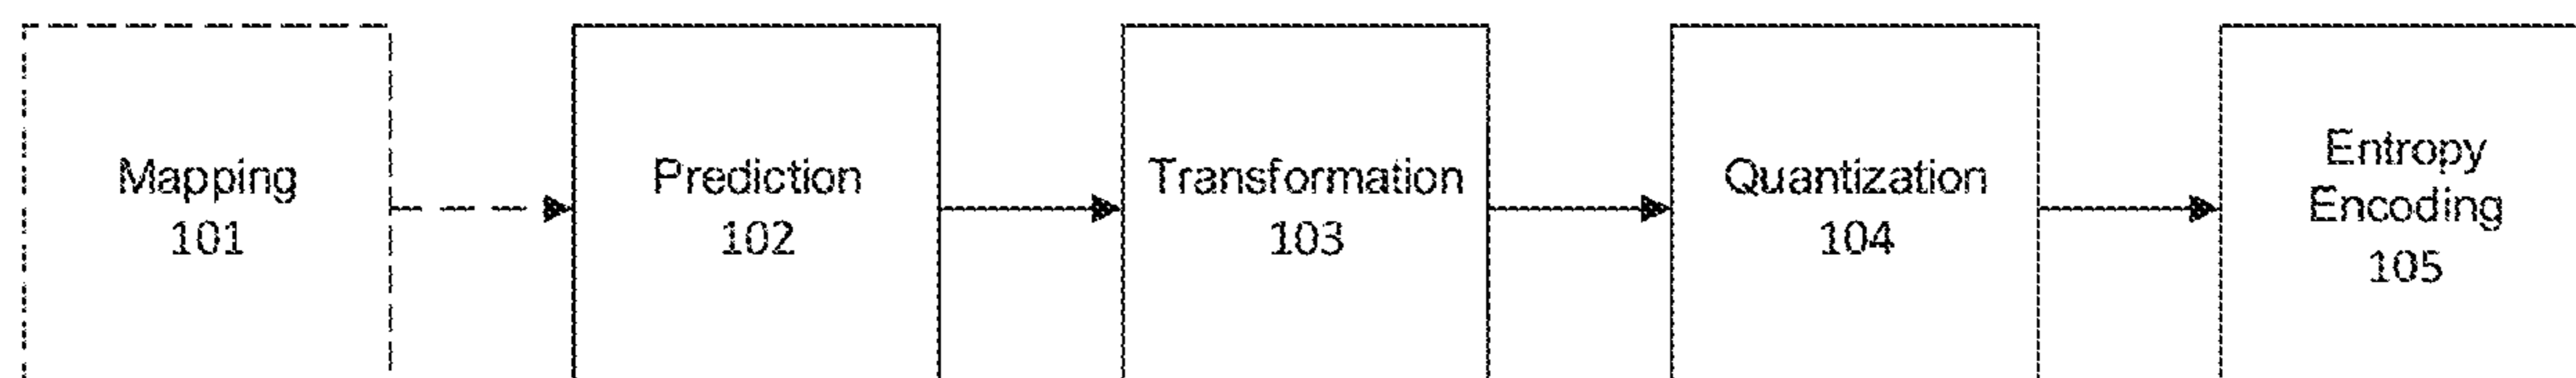 Mapping
101
Prediction
102
Transformation
103
Quantization
104
Entropy
Encoding
105